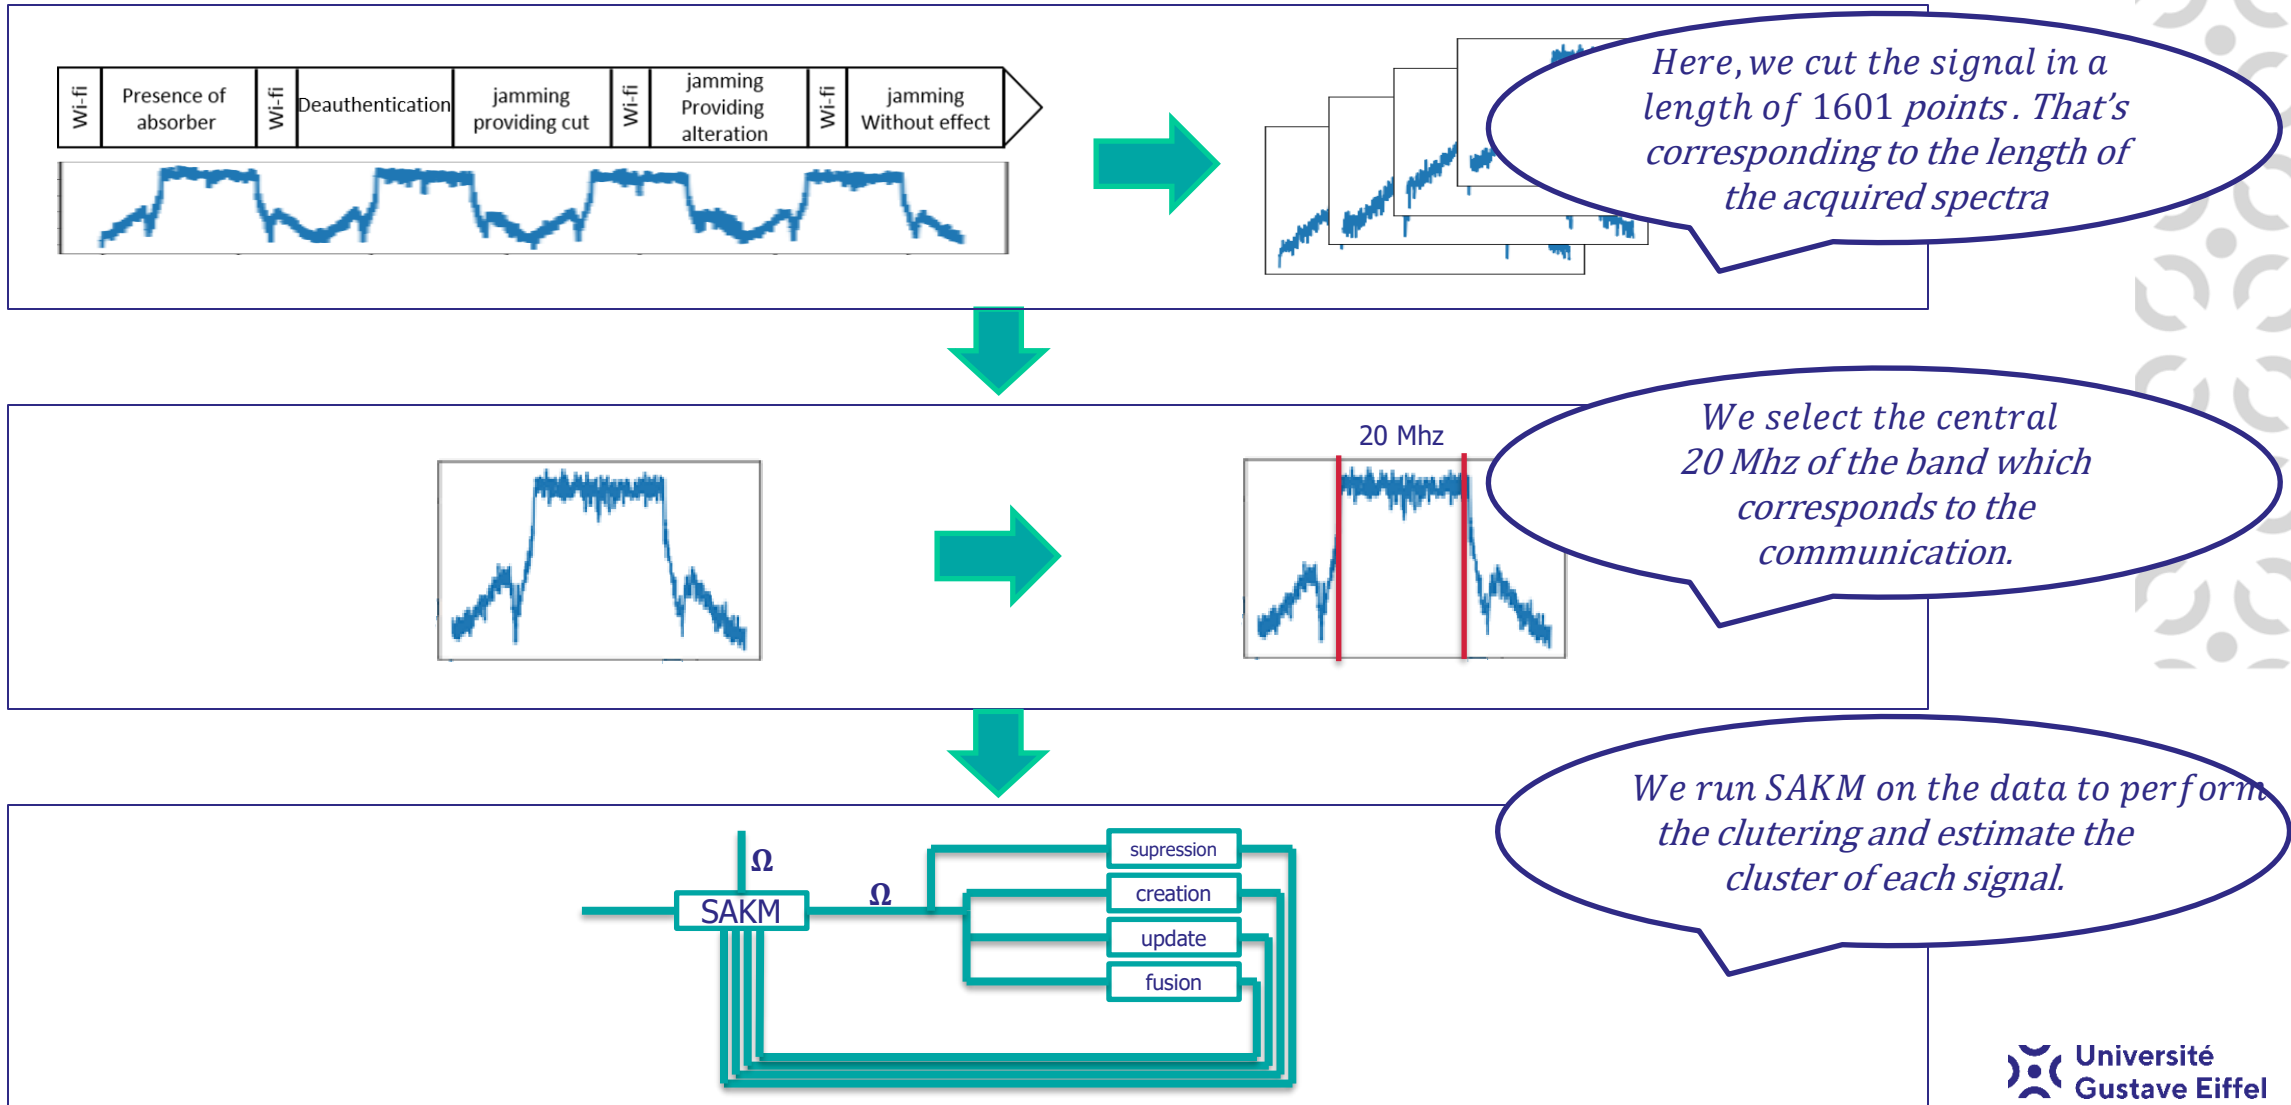 Wi-fi
Presence of
absorber
Wi-fi
Deauthentication
jamming
providing cut
Wi-fi
jamming
Providing
alteration
Wi-fi
jamming
Without effect
Here, we cut the signal in a
length of 1601 points . That's
corresponding to the length of
the acquired spectra
20 Mhz
We select the central
20 Mhz of the band which
corresponds to the
communication.
We run SAKM on the data to perform
the clutering and estimate the
cluster of each signal.
Ω
SAKM
Ω
supression
creation
update
fusion
Université
Gustave Eiffel